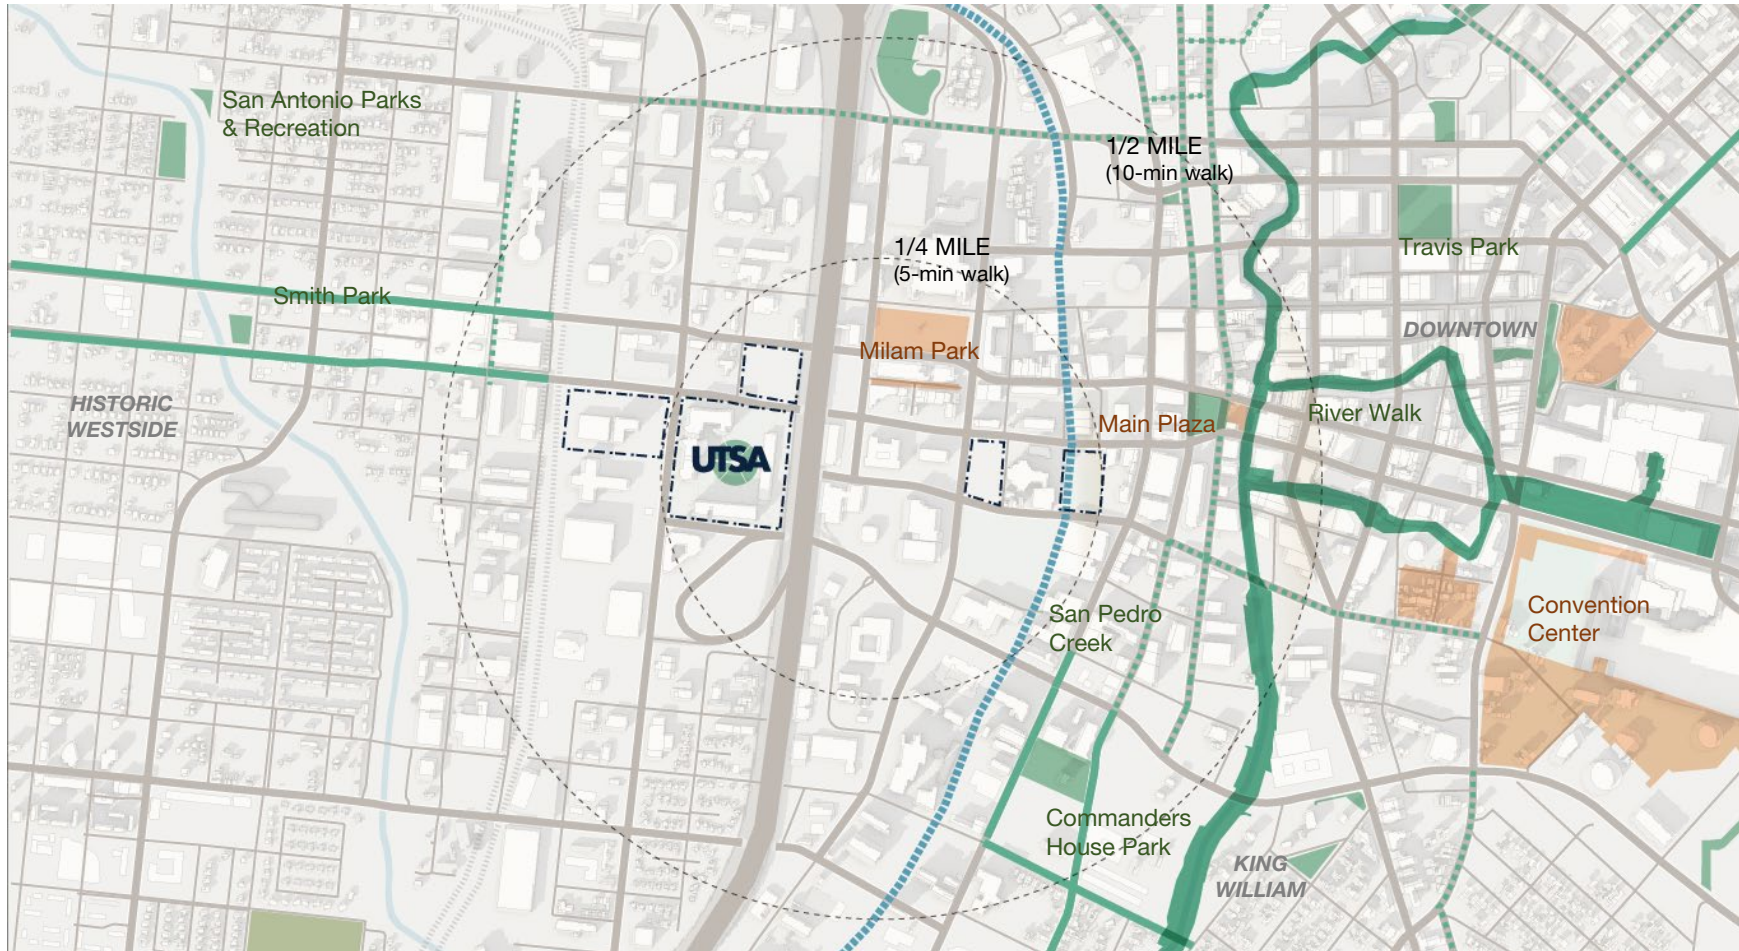 San Antonio Parks
& Recreation
1/2 MILE
(10-min walk)
1/4 MILE
(5-min walk)
Travis Park
Smith Park
DOWNTOWN
Milam Park
HISTORIC
WESTSIDE
River Walk
Main Plaza
UTSA
San Pedro
Creek
Convention
Center
Commanders
House Park
KING
WILLIAM